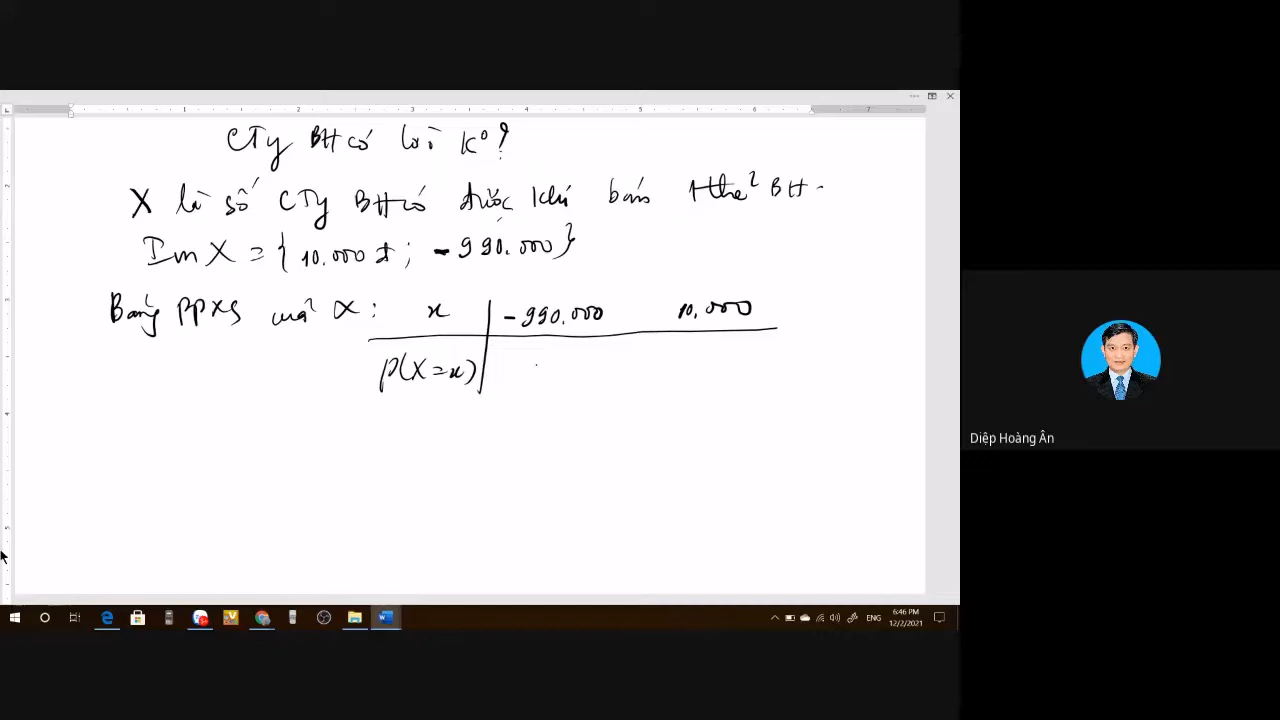 CTy BH có lời K⁰?
X là số CTy BH có được khi bán 1 thẻ BH.
Im X = { 10.000 đ ; -990.000 }
Bảng PPXS của X : x -990.000 10.000
P(X=x)
Diệp Hoàng Ân
ENG
6:46 PM
12/2/2021